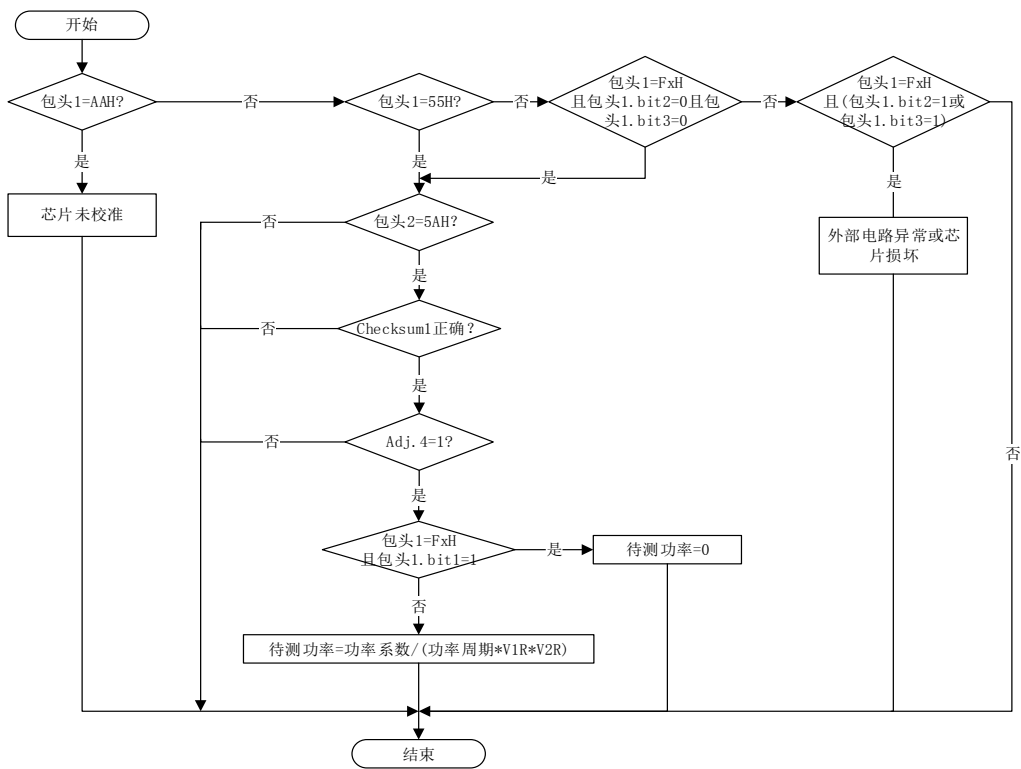 开始
包头1=AAH?
否
包头1=55H?
否
包头1=FxH
且包头1.bit2=0且包
头1.bit3=0
否
包头1=FxH
且(包头1.bit2=1或
包头1.bit3=1)
是
是
是
是
芯片未校准
否
包头2=5AH?
外部电路异常或芯
片损坏
是
否
Checksum1正确?
是
否
Adj.4=1?
否
是
包头1=FxH
且包头1.bit1=1
是
待测功率=0
否
待测功率=功率系数/(功率周期*V1R*V2R)
结束